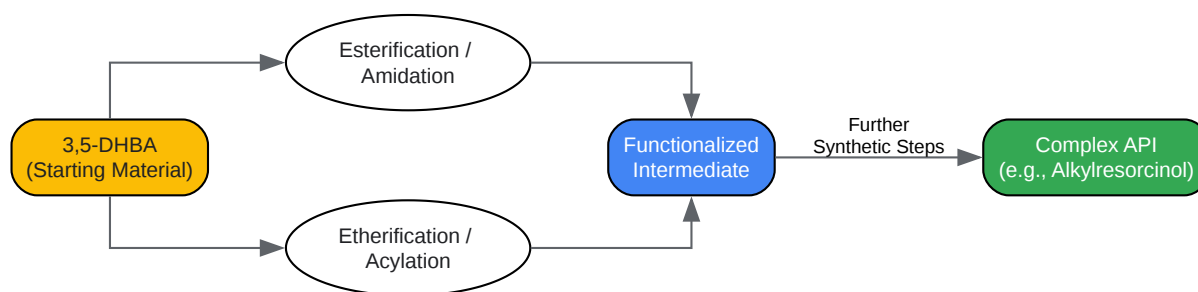 Esterification /
Amidation
3,5-DHBA
(Starting Material)
Functionalized
Intermediate
Further
Synthetic Steps
Complex API
(e.g., Alkylresorcinol)
Etherification /
Acylation